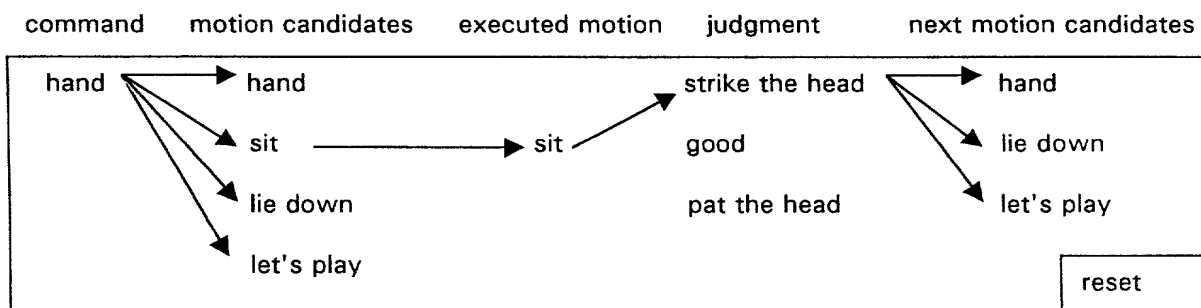 command motion candidates executed motion judgment next motion candidates
hand hand strike the head hand
sit sit good lie down
lie down pat the head let's play
let's play
reset